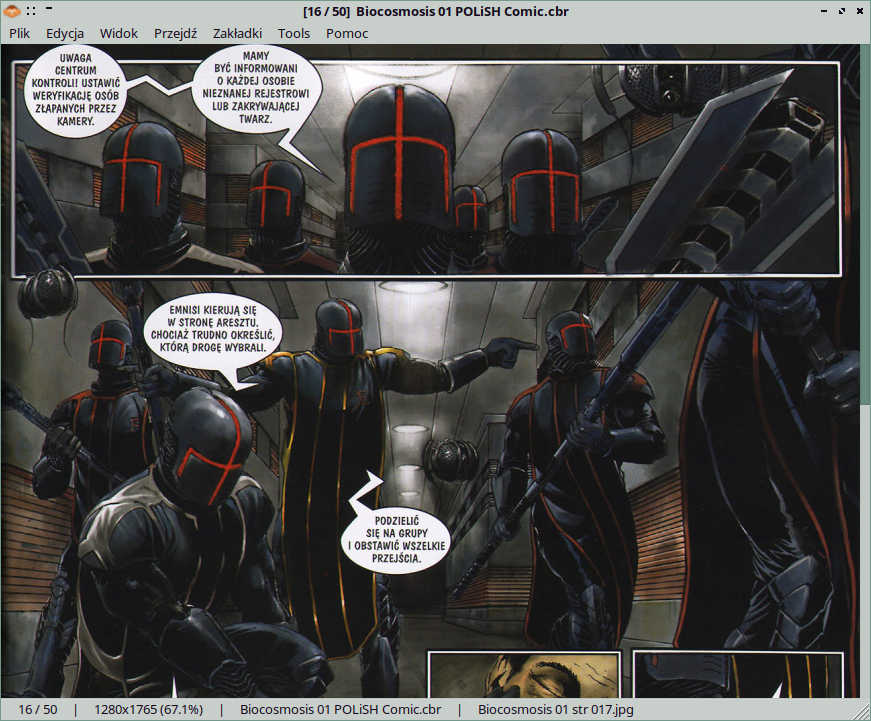 [16 / 50] Biocosmosis 01 POLiSH Comic.cbr
Plik Edycja Widok Przejdź Zakładki Tools Pomoc
UWAGA
CENTRUM
KONTROLI! USTAWIĆ
WERYFIKACJĘ OSÓB
ZŁAPANYCH PRZEZ
KAMERY.
MAMY
BYĆ INFORMOWANI
O KAŻDEJ OSOBIE
NIEZNANEJ REJESTROWI
LUB ZAKRYWAJĄCEJ
TWARZ.
EMNISI KIERUJĄ SIĘ
W STRONĘ ARESZTU.
CHOCIAŻ TRUDNO OKREŚLIĆ,
KTÓRĄ DROGĘ WYBRALI.
PODZIELIĆ
SIĘ NA GRUPY
I OBSTAWIĆ WSZELKIE
PRZEJŚCIA.
16 / 50 | 1280x1765 (67.1%) | Biocosmosis 01 POLiSH Comic.cbr | Biocosmosis 01 str 017.jpg